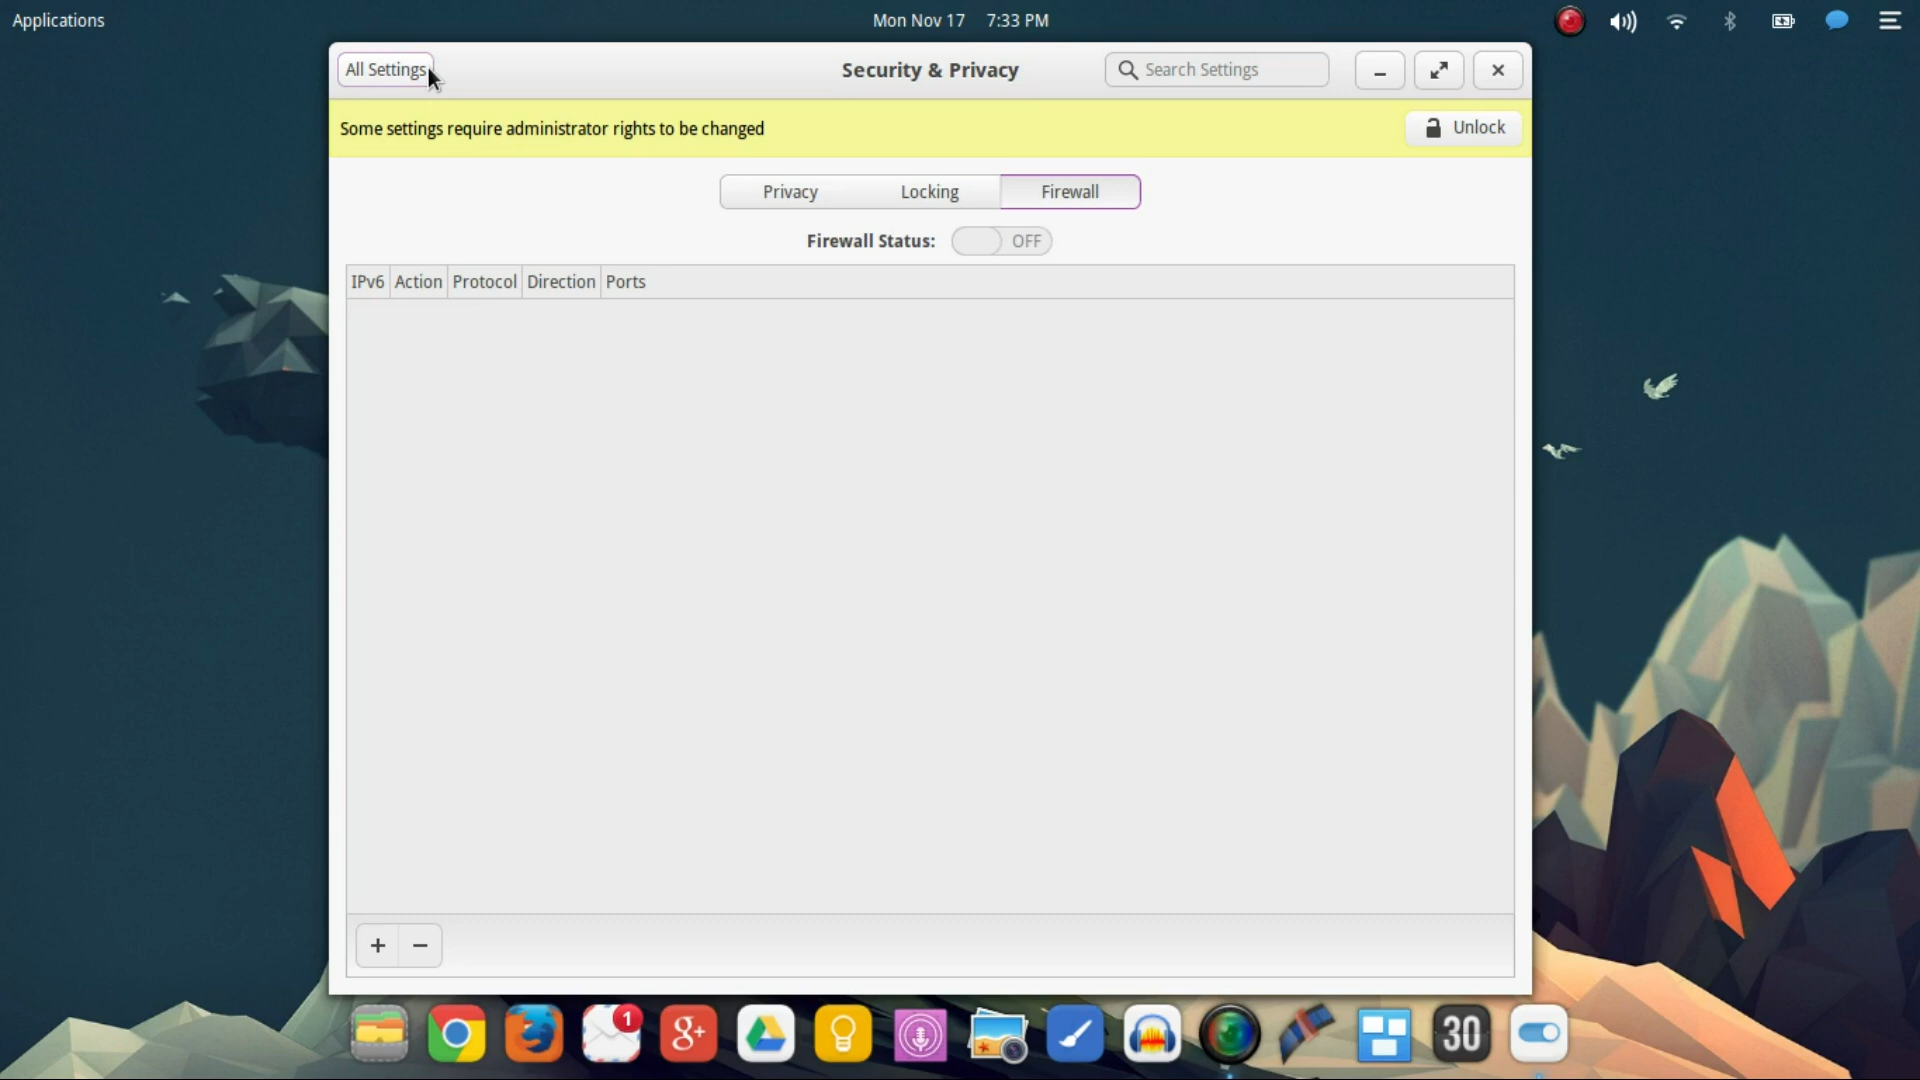 Applications
Mon Nov 17 7:33 PM
All Settings
Security & Privacy
Search Settings
Some settings require administrator rights to be changed
Unlock
Privacy
Locking
Firewall
Firewall Status:
OFF
IPv6 Action Protocol Direction Ports
+ −
1
g+
30